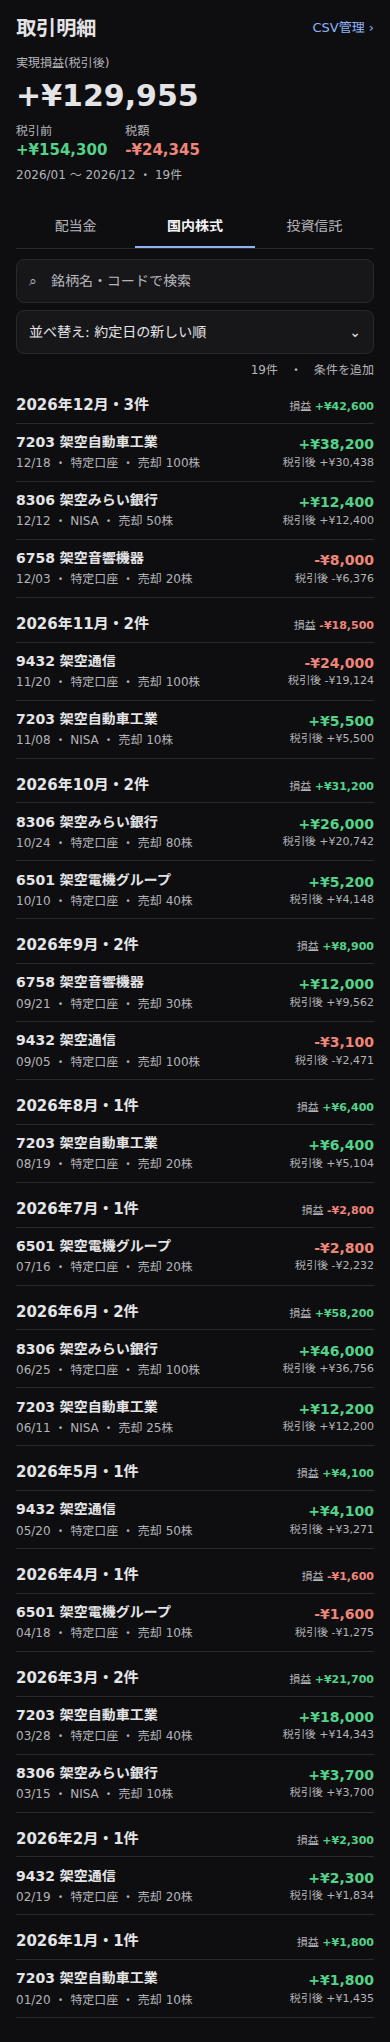 取引明細
CSV管理 ›
実現損益(税引後)
+¥129,955
税引前 税額
+¥154,300 -¥24,345
2026/01 〜 2026/12 ・ 19件
配当金 国内株式 投資信託
銘柄名・コードで検索
並べ替え: 約定日の新しい順
19件 ・ 条件を追加
2026年12月・3件 損益 +¥42,600
7203 架空自動車工業 +¥38,200
12/18 ・ 特定口座 ・ 売却 100株 税引後 +¥30,438
8306 架空みらい銀行 +¥12,400
12/12 ・ NISA ・ 売却 50株 税引後 +¥12,400
6758 架空音響機器 -¥8,000
12/03 ・ 特定口座 ・ 売却 20株 税引後 -¥6,376
2026年11月・2件 損益 -¥18,500
9432 架空通信 -¥24,000
11/20 ・ 特定口座 ・ 売却 100株 税引後 -¥19,124
7203 架空自動車工業 +¥5,500
11/08 ・ NISA ・ 売却 10株 税引後 +¥5,500
2026年10月・2件 損益 +¥31,200
8306 架空みらい銀行 +¥26,000
10/24 ・ 特定口座 ・ 売却 80株 税引後 +¥20,742
6501 架空電機グループ +¥5,200
10/10 ・ 特定口座 ・ 売却 40株 税引後 +¥4,148
2026年9月・2件 損益 +¥8,900
6758 架空音響機器 +¥12,000
09/21 ・ 特定口座 ・ 売却 30株 税引後 +¥9,562
9432 架空通信 -¥3,100
09/05 ・ 特定口座 ・ 売却 100株 税引後 -¥2,471
2026年8月・1件 損益 +¥6,400
7203 架空自動車工業 +¥6,400
08/19 ・ 特定口座 ・ 売却 20株 税引後 +¥5,104
2026年7月・1件 損益 -¥2,800
6501 架空電機グループ -¥2,800
07/16 ・ 特定口座 ・ 売却 20株 税引後 -¥2,232
2026年6月・2件 損益 +¥58,200
8306 架空みらい銀行 +¥46,000
06/25 ・ 特定口座 ・ 売却 100株 税引後 +¥36,756
7203 架空自動車工業 +¥12,200
06/11 ・ NISA ・ 売却 25株 税引後 +¥12,200
2026年5月・1件 損益 +¥4,100
9432 架空通信 +¥4,100
05/20 ・ 特定口座 ・ 売却 50株 税引後 +¥3,271
2026年4月・1件 損益 -¥1,600
6501 架空電機グループ -¥1,600
04/18 ・ 特定口座 ・ 売却 10株 税引後 -¥1,275
2026年3月・2件 損益 +¥21,700
7203 架空自動車工業 +¥18,000
03/28 ・ 特定口座 ・ 売却 40株 税引後 +¥14,343
8306 架空みらい銀行 +¥3,700
03/15 ・ NISA ・ 売却 10株 税引後 +¥3,700
2026年2月・1件 損益 +¥2,300
9432 架空通信 +¥2,300
02/19 ・ 特定口座 ・ 売却 20株 税引後 +¥1,834
2026年1月・1件 損益 +¥1,800
7203 架空自動車工業 +¥1,800
01/20 ・ 特定口座 ・ 売却 10株 税引後 +¥1,435